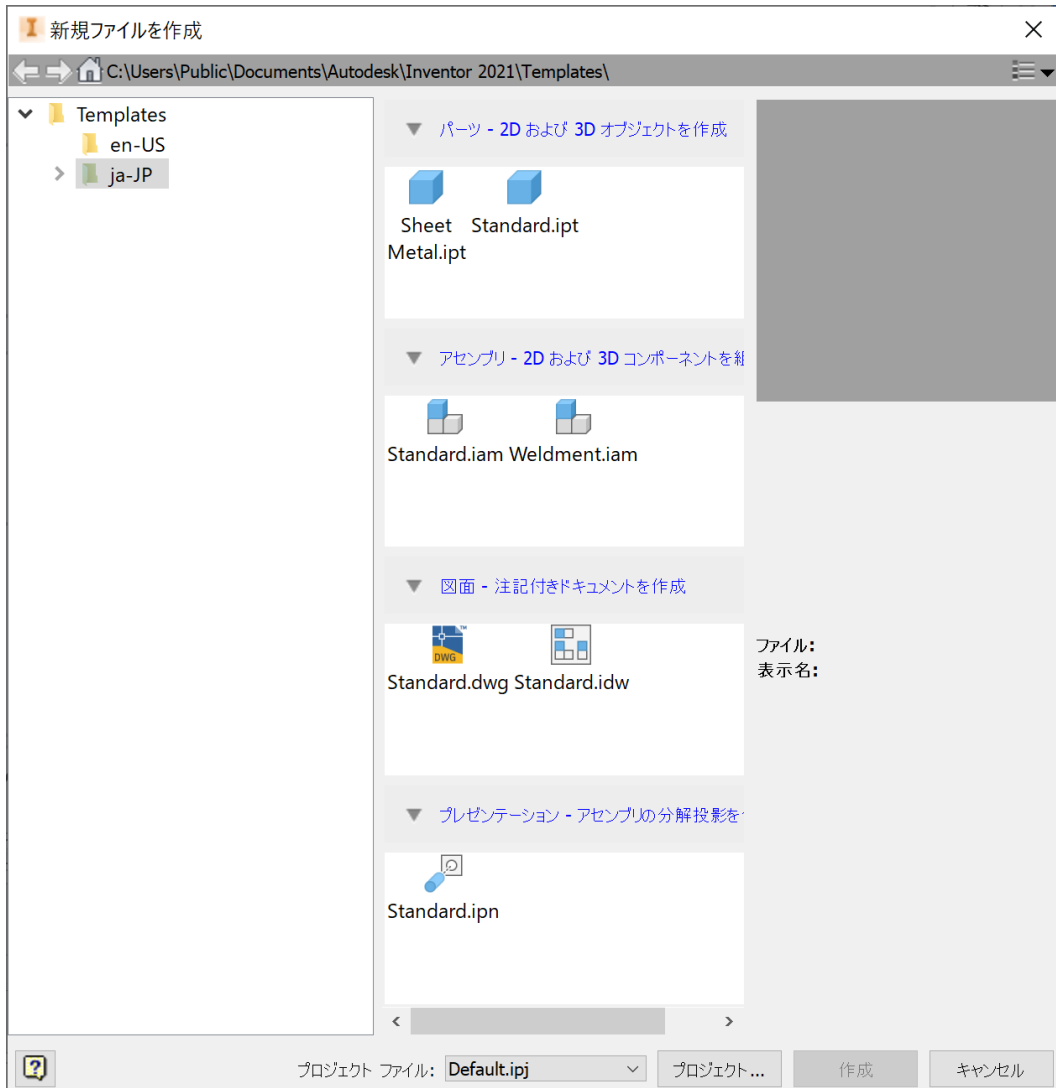 新規ファイルを作成
C:\Users\Public\Documents\Autodesk\Inventor 2021\Templates\
Templates
en-US
ja-JP
パーツ - 2D および 3D オブジェクトを作成
Sheet
Metal.ipt
Standard.ipt
アセンブリ - 2D および 3D コンポーネントを組
Standard.iam
Weldment.iam
図面 - 注記付きドキュメントを作成
DWG
Standard.dwg
Standard.idw
プレゼンテーション - アセンブリの分解投影を
Standard.ipn
ファイル:
表示名:
プロジェクト ファイル:
Default.ipj
プロジェクト...
作成
キャンセル